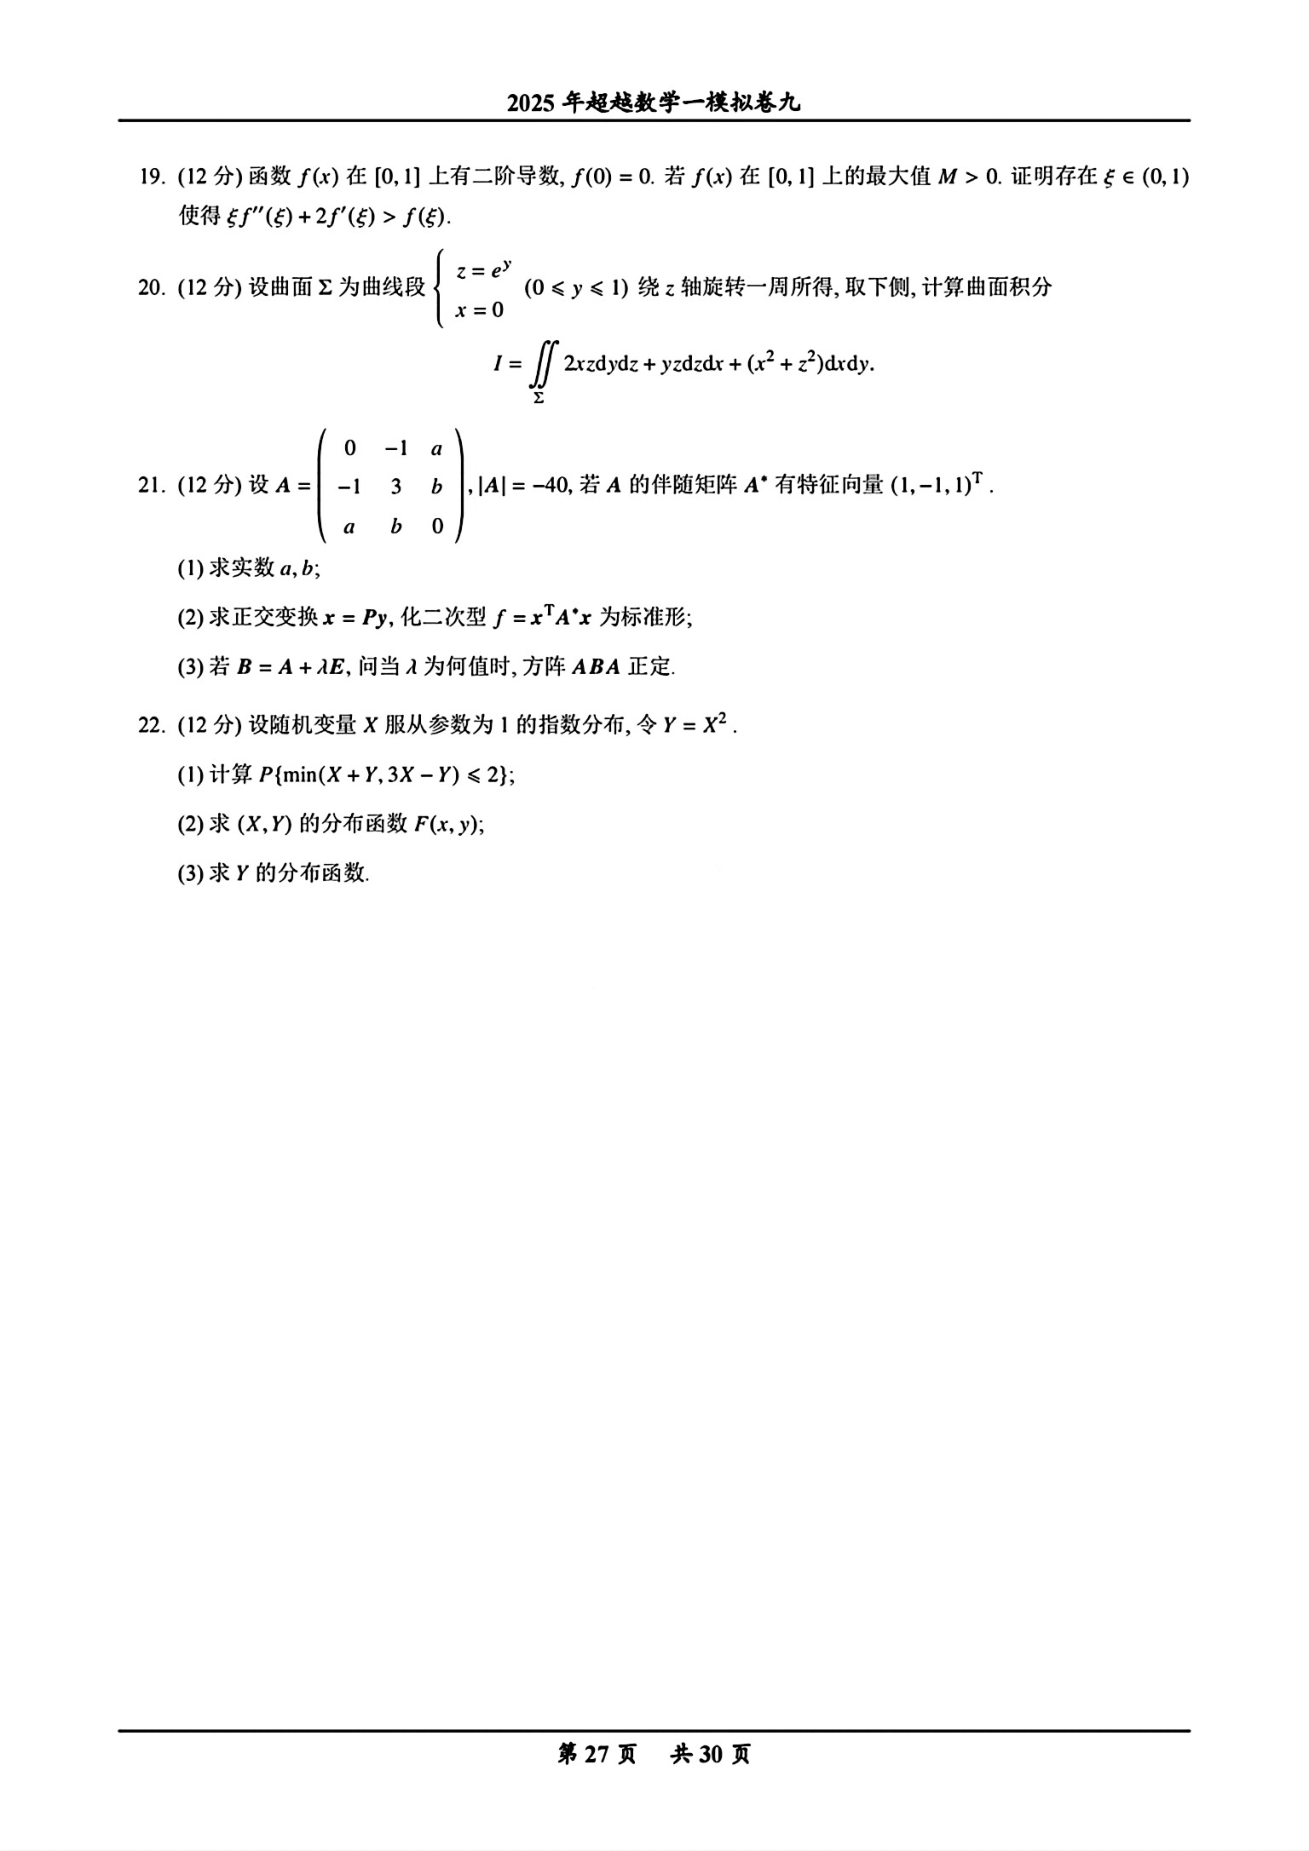 2025 年超越数学一模拟卷九
19. (12 分) 函数 f(x) 在 [0, 1] 上有二阶导数, f(0) = 0. 若 f(x) 在 [0, 1] 上的最大值 M > 0. 证明存在 ξ ∈ (0, 1)
使得 ξf′′(ξ) + 2f′(ξ) > f(ξ).
20. (12 分) 设曲面 Σ 为曲线段 { z = e^y, x = 0 (0 ⩽ y ⩽ 1) 绕 z 轴旋转一周所得, 取下侧, 计算曲面积分
I = ∬_Σ 2xzdydz + yzdzdx + (x² + z²)dxdy.
21. (12 分) 设 A = ( 0 −1 a ; −1 3 b ; a b 0 ), |A| = −40, 若 A 的伴随矩阵 A* 有特征向量 (1, −1, 1)^T .
(1) 求实数 a, b;
(2) 求正交变换 x = Py, 化二次型 f = x^T A* x 为标准形;
(3) 若 B = A + λE, 问当 λ 为何值时, 方阵 ABA 正定.
22. (12 分) 设随机变量 X 服从参数为 1 的指数分布, 令 Y = X² .
(1) 计算 P{min(X + Y, 3X − Y) ⩽ 2};
(2) 求 (X, Y) 的分布函数 F(x, y);
(3) 求 Y 的分布函数.
第 27 页 共 30 页